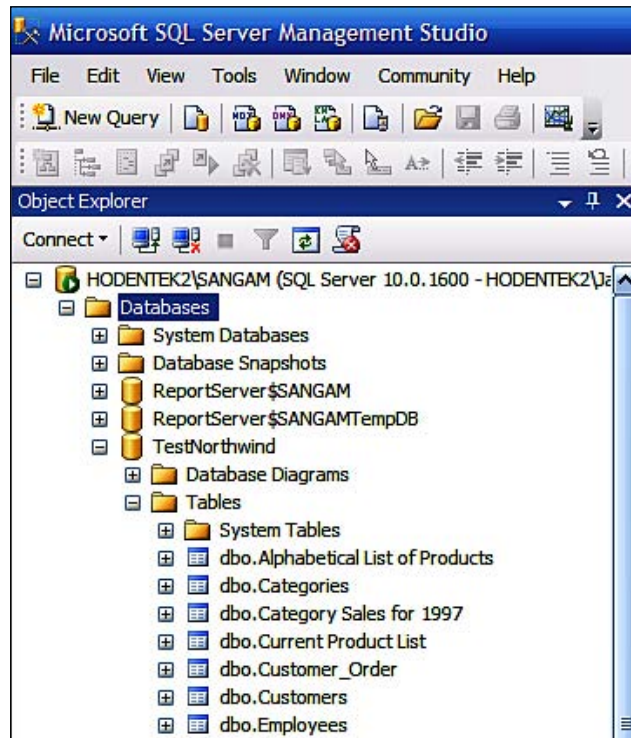 Microsoft SQL Server Management Studio
File Edit View Tools Window Community Help
New Query
Object Explorer
Connect
HODENTEK2\SANGAM (SQL Server 10.0.1600 - HODENTEK2\Ja
Databases
System Databases
Database Snapshots
ReportServer$SANGAM
ReportServer$SANGAMTempDB
TestNorthwind
Database Diagrams
Tables
System Tables
dbo.Alphabetical List of Products
dbo.Categories
dbo.Category Sales for 1997
dbo.Current Product List
dbo.Customer_Order
dbo.Customers
dbo.Employees